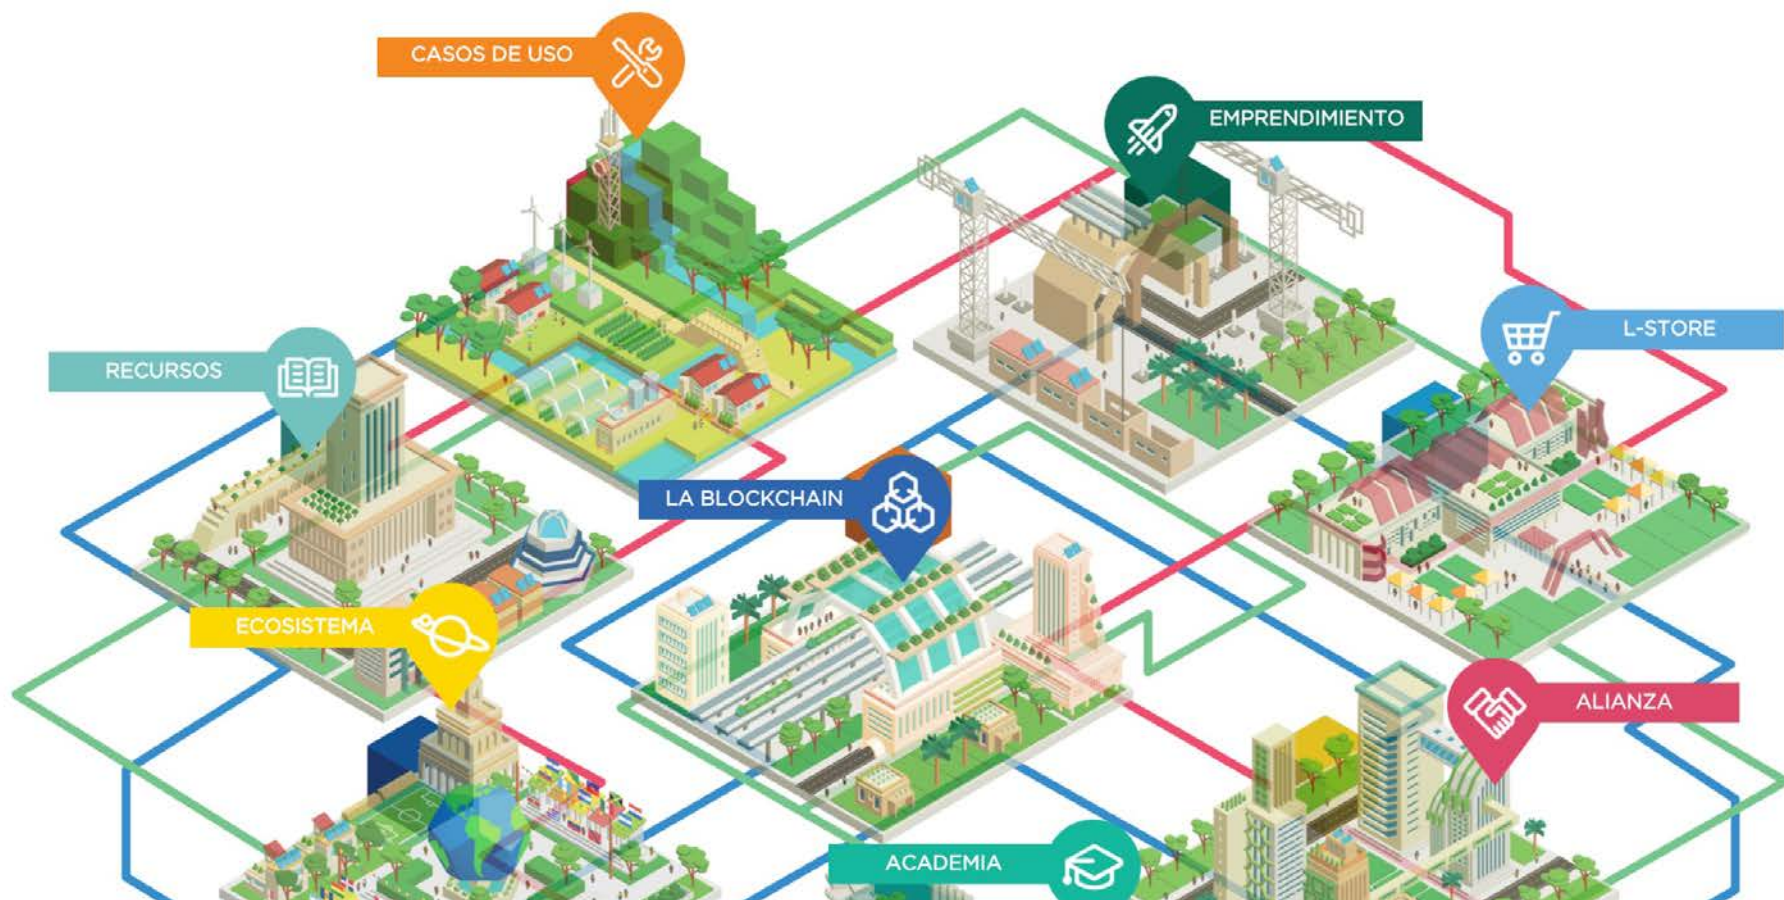 CASOS DE USO
EMPRENDIMIENTO
L-STORE
RECURSOS
LA BLOCKCHAIN
ECOSISTEMA
ALIANZA
ACADEMIA